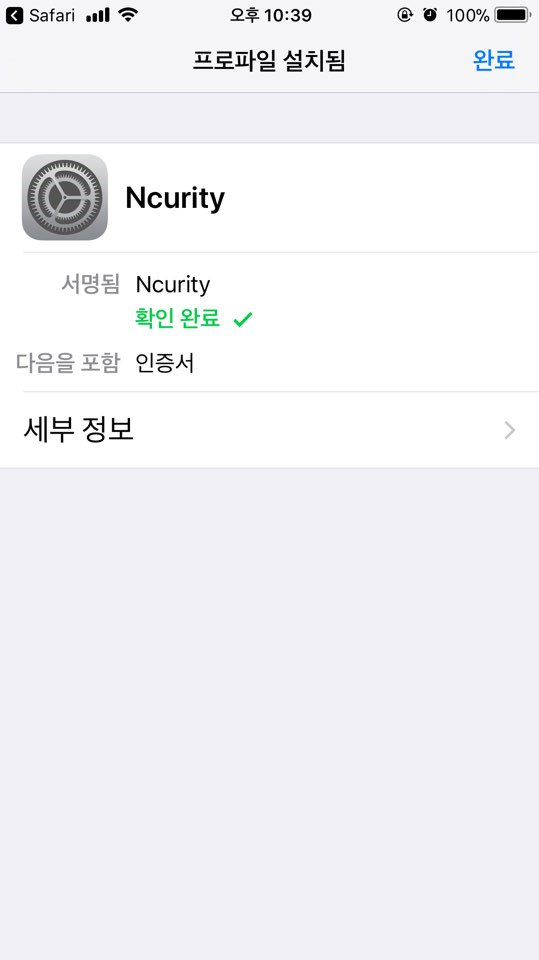 Safari 오후 10:39 100%
프로파일 설치됨 완료
Ncurity
서명됨 Ncurity
확인 완료
다음을 포함 인증서
세부 정보